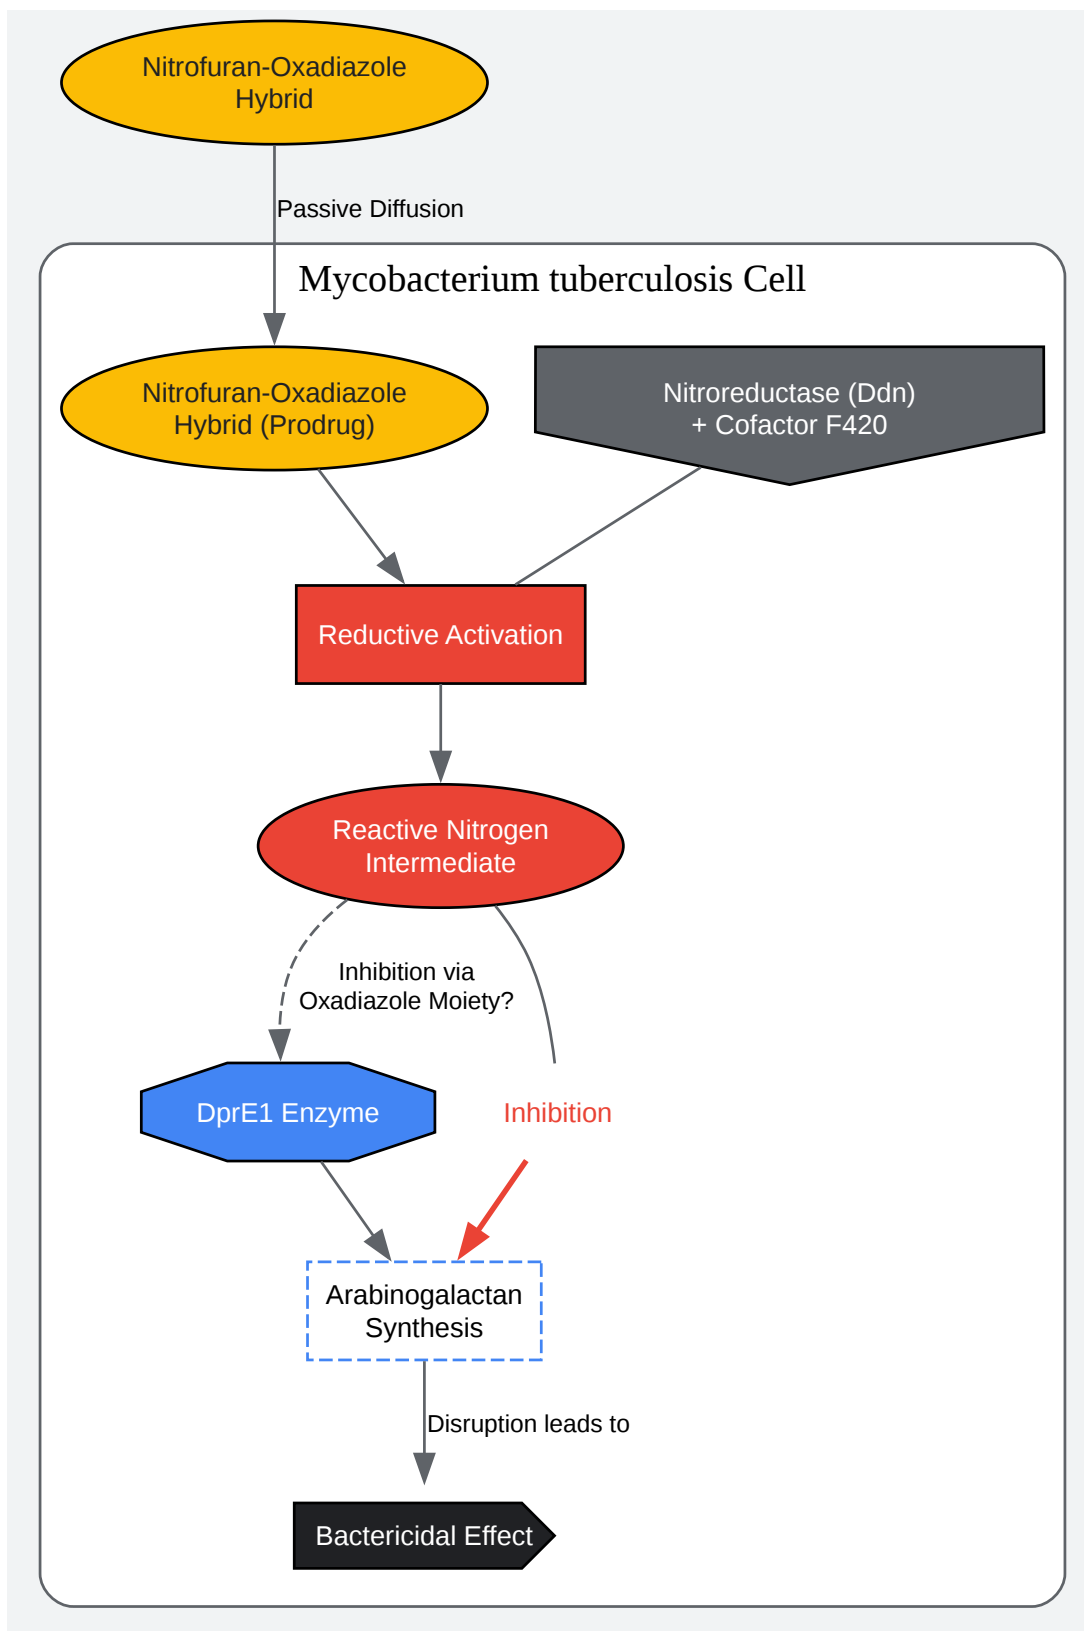 Nitrofuran-Oxadiazole
Hybrid
Passive Diffusion
Mycobacterium tuberculosis Cell
Nitrofuran-Oxadiazole
Hybrid (Prodrug)
Nitroreductase (Ddn)
+ Cofactor F420
Reductive Activation
Reactive Nitrogen
Intermediate
Inhibition via
Oxadiazole Moiety?
DprE1 Enzyme
Inhibition
Arabinogalactan
Synthesis
Disruption leads to
Bactericidal Effect